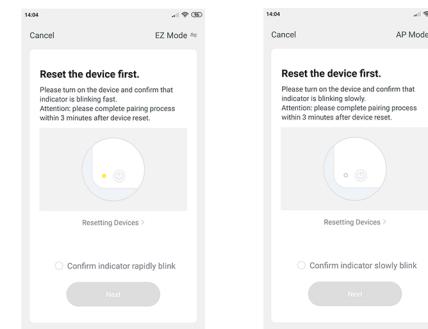 14:04
Cancel
EZ Mode
Reset the device first.
Please turn on the device and confirm that
indicator is blinking fast.
Attention: please complete pairing process
within 3 minutes after device reset.
Resetting Devices >
Confirm indicator rapidly blink
Next
14:04
Cancel
AP Mode
Reset the device first.
Please turn on the device and confirm that
indicator is blinking slowly.
Attention: please complete pairing process
within 3 minutes after device reset.
Resetting Devices >
Confirm indicator slowly blink
Next